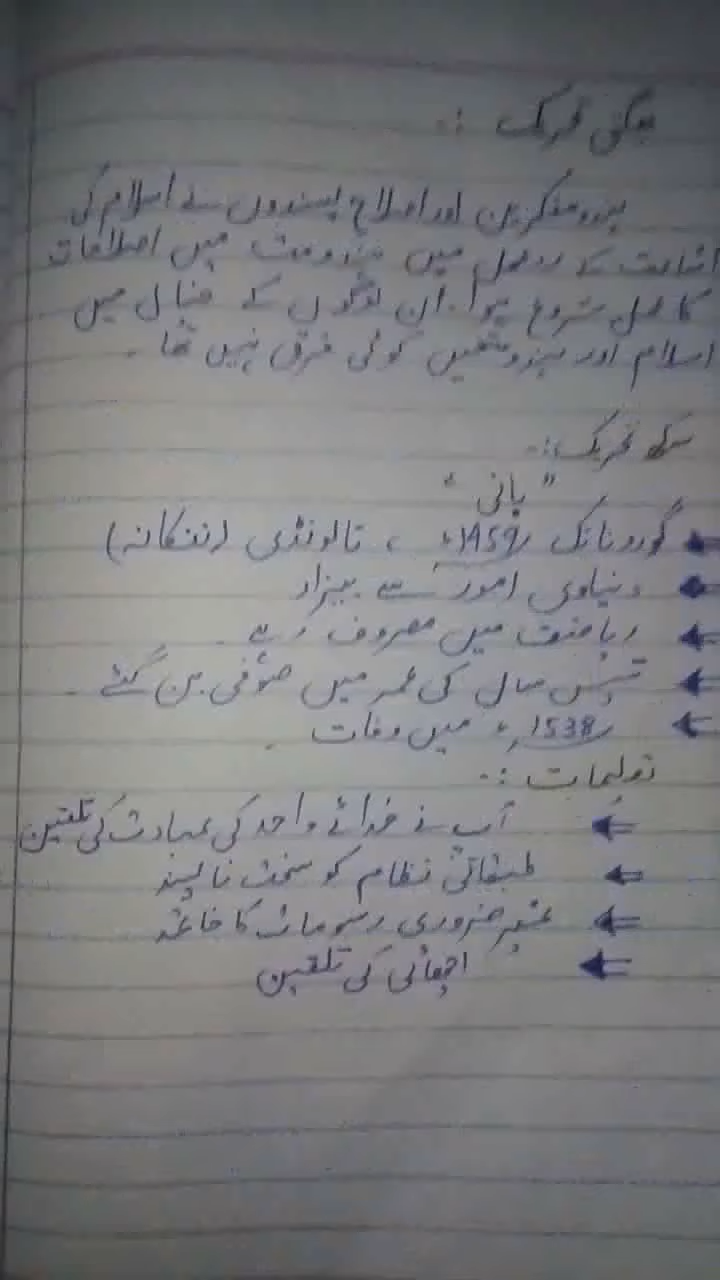 بھگتی تحریک :۔
ہندو مفکرین اور اصلاح پسندوں نے اسلام کی
اشاعت کے ردعمل میں ہندومت میں اصلاحات
کا عمل شروع ہوا۔ ان لوگوں کے خیال میں
اسلام اور ہندومت میں کوئی فرق نہیں تھا۔
سکھ تحریک :۔
"بانی"
گورونانک 1459ء ، تالونڈی (ننکانہ)
دنیاوی امور سے بیزار
ریاضت میں مصروف رہے۔
تیس سال کی عمر میں صوفی بن گئے۔
1538ء میں وفات۔
تعلیمات :۔
آپ نے خدائے واحد کی عبادت کی تلقین
طبقاتی نظام کو سخت ناپسند
غیر ضروری رسومات کا خاتمہ
اچھائی کی تلقین